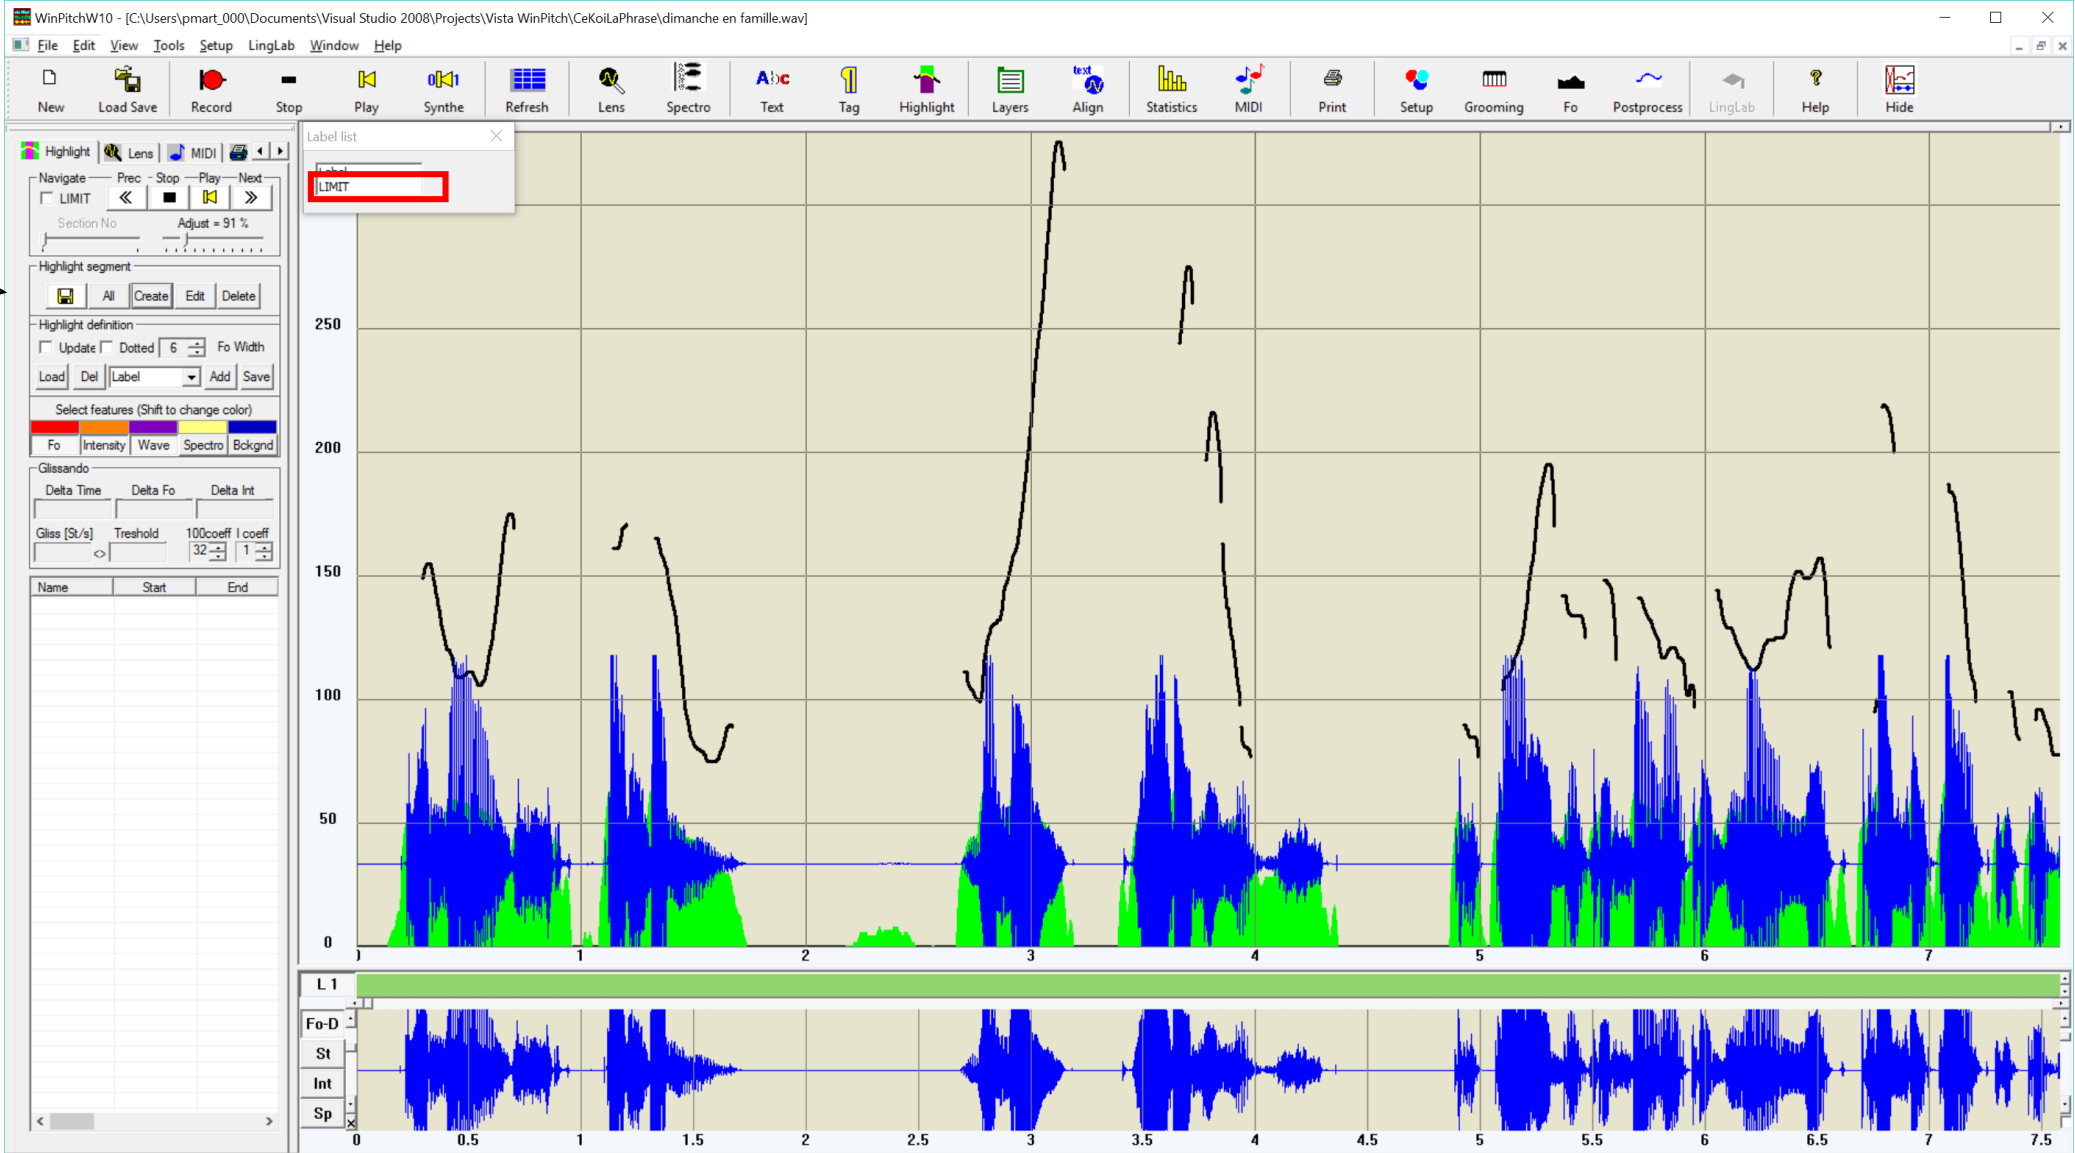 WinPitchW10 - [C:\Users\pmart_000\Documents\Visual Studio 2008\Projects\Vista WinPitch\CeKoiLaPhrase\dimanche en famille.wav]
File Edit View Tools Setup LingLab Window Help
New Load Save Record Stop Play Synthe Refresh Lens Spectro Text Tag Highlight Layers Align Statistics MIDI Print Setup Grooming Fo Postprocess LingLab Help Hide
Label list
Label
LIMIT
Highlight Lens MIDI
Navigate Prec Stop Play Next
LIMIT
Section No Adjust = 91 %
Highlight segment
All Create Edit Delete
Highlight definition
Update Dotted 6 Fo Width
Load Del Label Add Save
Select features (Shift to change color)
Fo Intensity Wave Spectro Bckgnd
Glissando
Delta Time Delta Fo Delta Int
Gliss [St/s] Treshold 100coeff I coeff
<> 32 1
Name Start End
250
200
150
100
50
0
1 2 3 4 5 6 7
L 1
Fo-D
St
Int
Sp
0 0.5 1 1.5 2 2.5 3 3.5 4 4.5 5 5.5 6 6.5 7 7.5